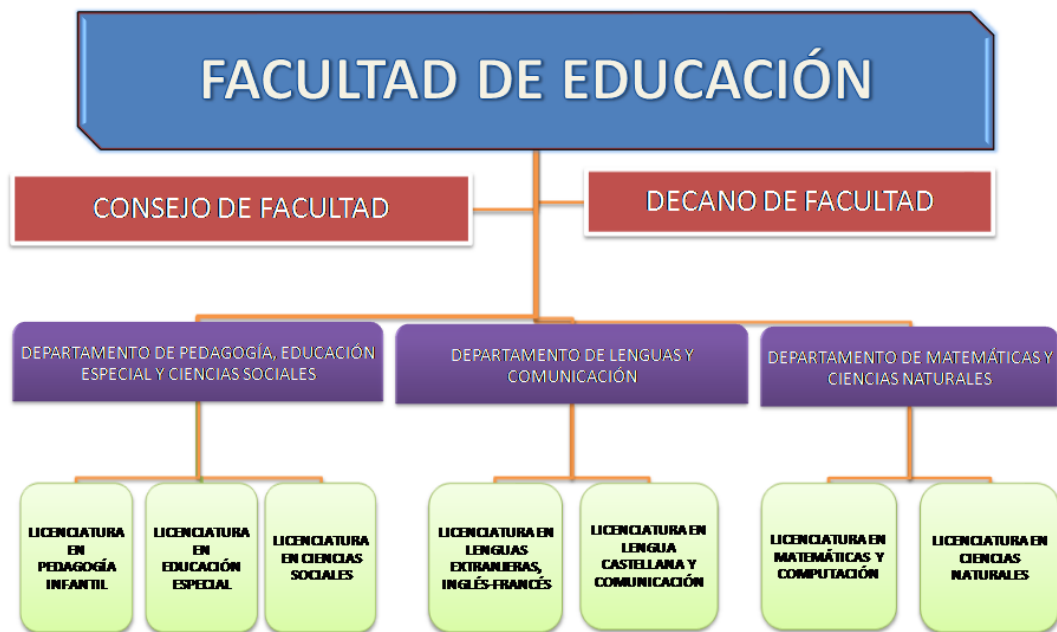 FACULTAD DE EDUCACIÓN
CONSEJO DE FACULTAD
DECANO DE FACULTAD
DEPARTAMENTO DE PEDAGOGÍA, EDUCACIÓN
ESPECIAL Y CIENCIAS SOCIALES
DEPARTAMENTO DE LENGUAS Y
COMUNICACIÓN
DEPARTAMENTO DE MATEMÁTICAS Y
CIENCIAS NATURALES
LICENCIATURA
EN
PEDAGOGÍA
INFANTIL
LICENCIATURA
EN
EDUCACIÓN
ESPECIAL
LICENCIATURA
EN CIENCIAS
SOCIALES
LICENCIATURA EN
LENGUAS
EXTRANJERAS,
INGLÉS-FRANCÉS
LICENCIATURA EN
LENGUA
CASTELLANA Y
COMUNICACIÓN
LICENCIATURA EN
MATEMÁTICAS Y
COMPUTACIÓN
LICENCIATURA EN
CIENCIAS
NATURALES